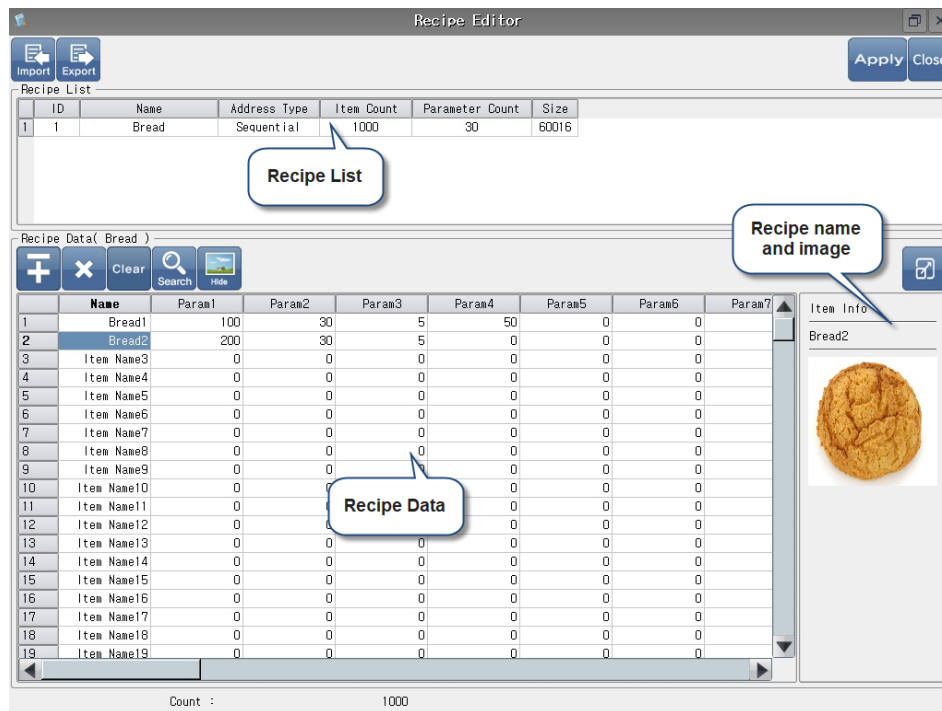 Recipe Editor
Import Export Apply Close
Recipe List
ID Name Address Type Item Count Parameter Count Size
1 1 Bread Sequential 1000 30 60016
Recipe List
Recipe name
and image
Recipe Data( Bread )
Clear Search Hide
Name Param1 Param2 Param3 Param4 Param5 Param6 Param7
Item Info
1 Bread1 100 30 5 50 0 0
2 Bread2 200 30 5 0 0 0
Bread2
3 Item Name3 0 0 0 0 0 0
4 Item Name4 0 0 0 0 0 0
5 Item Name5 0 0 0 0 0 0
6 Item Name6 0 0 0 0 0 0
7 Item Name7 0 0 0 0 0 0
8 Item Name8 0 0 0 0 0 0
9 Item Name9 0 0 0 0 0 0
10 Item Name10 0 0 0 0 0
11 Item Name11 0 0 0 0
Recipe Data
12 Item Name12 0 0 0 0
13 Item Name13 0 0 0 0 0 0
14 Item Name14 0 0 0 0 0 0
15 Item Name15 0 0 0 0 0 0
16 Item Name16 0 0 0 0 0 0
17 Item Name17 0 0 0 0 0 0
18 Item Name18 0 0 0 0 0 0
19 Item Name19 0 0 0 0 0 0
Count : 1000